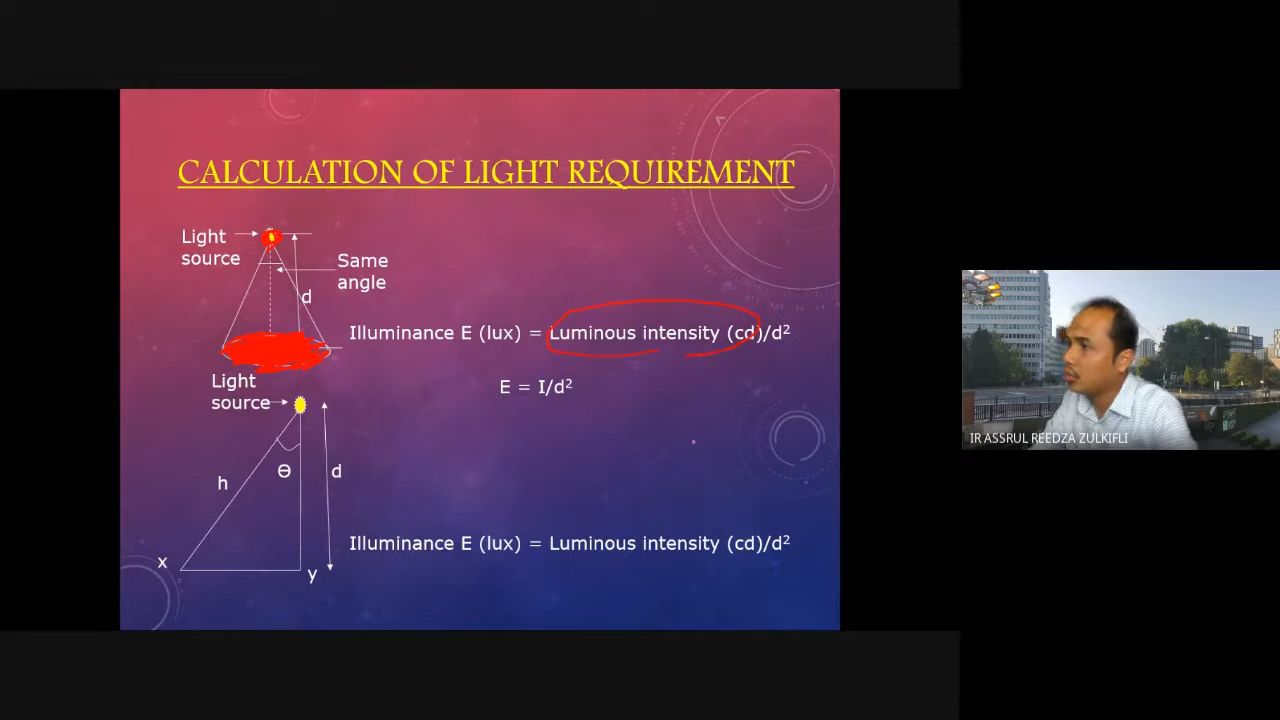 CALCULATION OF LIGHT REQUIREMENT
Light
source
Same
angle
d
Illuminance E (lux) = Luminous intensity (cd)/d²
E = I/d²
Light
source
h
Ө
d
x
y
Illuminance E (lux) = Luminous intensity (cd)/d²
IR ASSRUL REEDZA ZULKIFLI